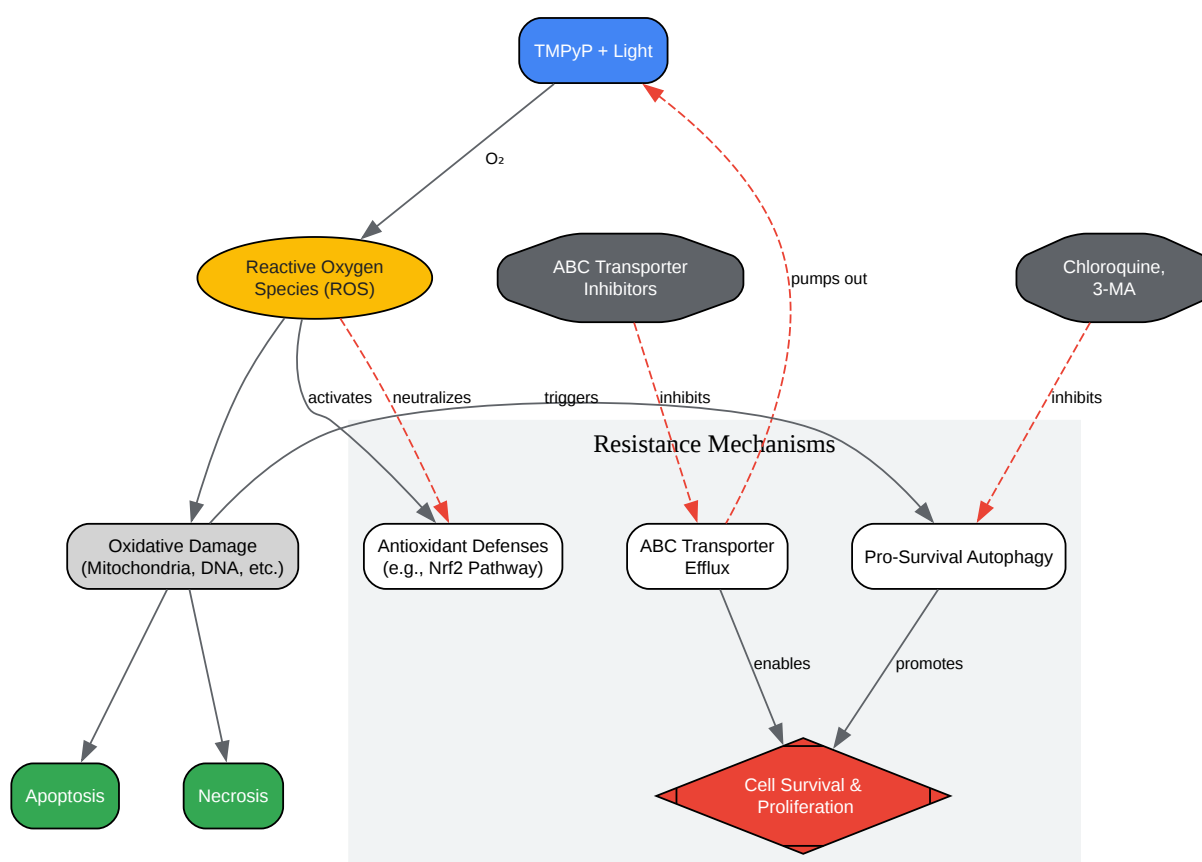 TMPyP + Light
O₂
Reactive Oxygen
Species (ROS)
ABC Transporter
Inhibitors
pumps out
Chloroquine,
3-MA
activates
neutralizes
triggers
inhibits
inhibits
Resistance Mechanisms
Oxidative Damage
(Mitochondria, DNA, etc.)
Antioxidant Defenses
(e.g., Nrf2 Pathway)
ABC Transporter
Efflux
Pro-Survival Autophagy
enables
promotes
Apoptosis
Necrosis
Cell Survival &
Proliferation